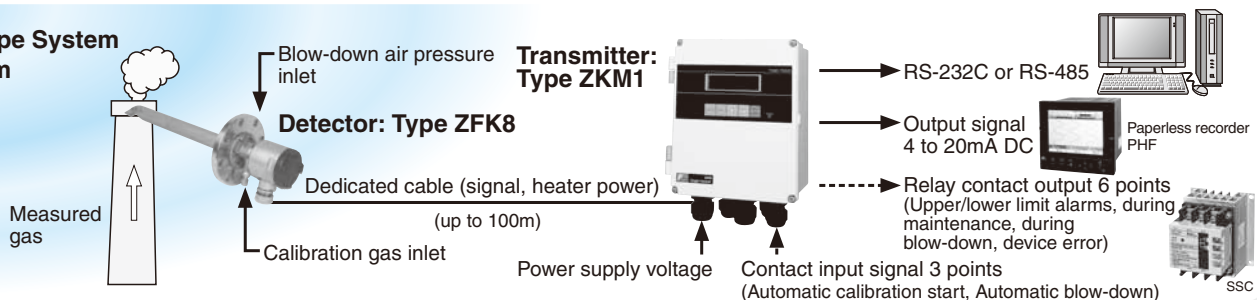 pe System
m
Blow-down air pressure
inlet
Detector: Type ZFK8
Measured
gas
Dedicated cable (signal, heater power)
(up to 100m)
Calibration gas inlet
Transmitter:
Type ZKM1
Power supply voltage
Contact input signal 3 points
(Automatic calibration start, Automatic blow-down)
RS-232C or RS-485
Output signal
4 to 20mA DC
Paperless recorder
PHF
Relay contact output 6 points
(Upper/lower limit alarms, during
maintenance, during
blow-down, device error)
SSC